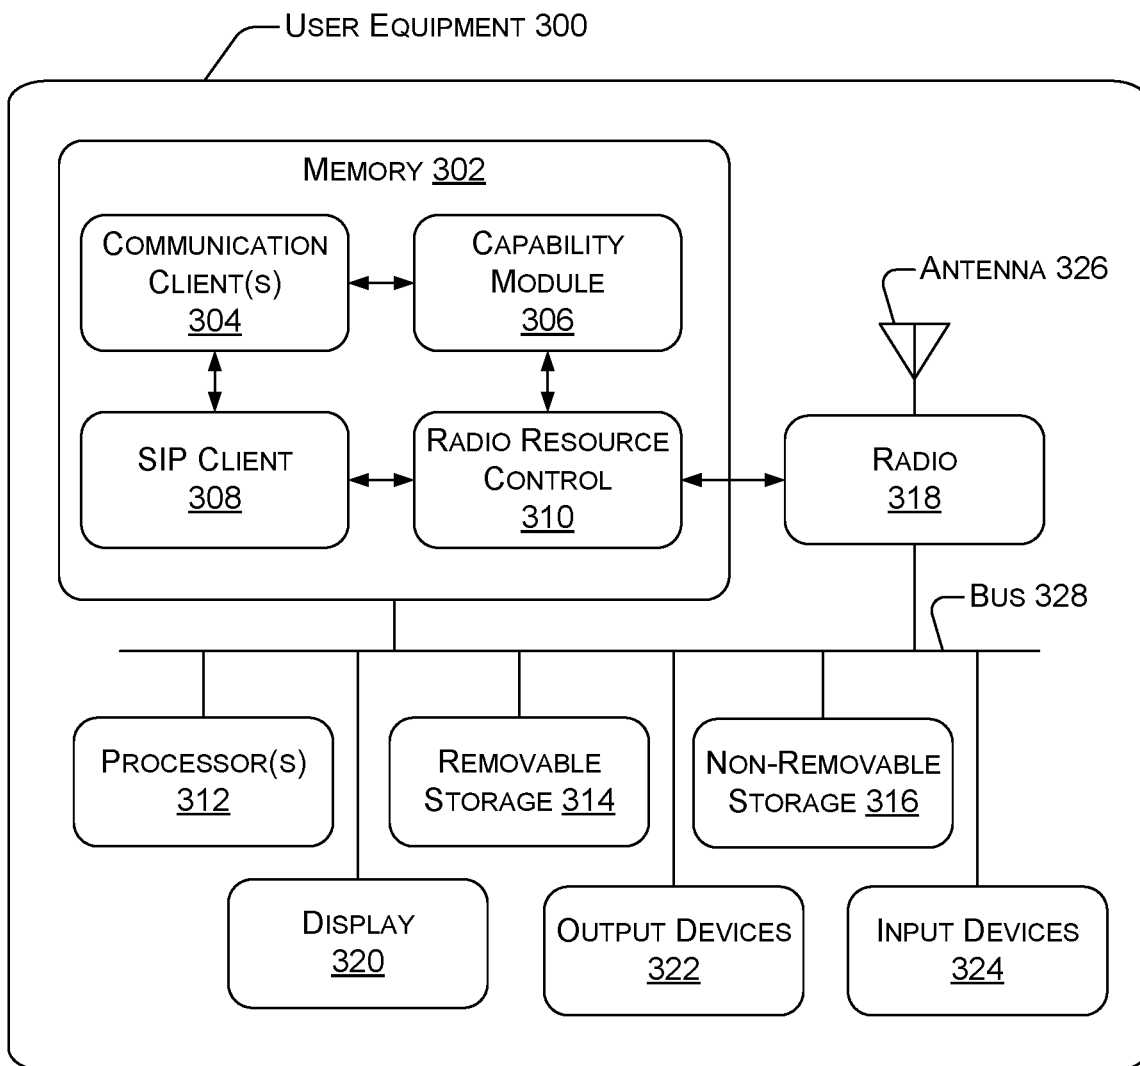 USER EQUIPMENT 300
MEMORY 302
COMMUNICATION
CLIENT(S)
304
CAPABILITY
MODULE
306
ANTENNA 326
SIP CLIENT
308
RADIO RESOURCE
CONTROL
310
RADIO
318
BUS 328
PROCESSOR(S)
312
REMOVABLE
STORAGE 314
NON-REMOVABLE
STORAGE 316
DISPLAY
320
OUTPUT DEVICES
322
INPUT DEVICES
324